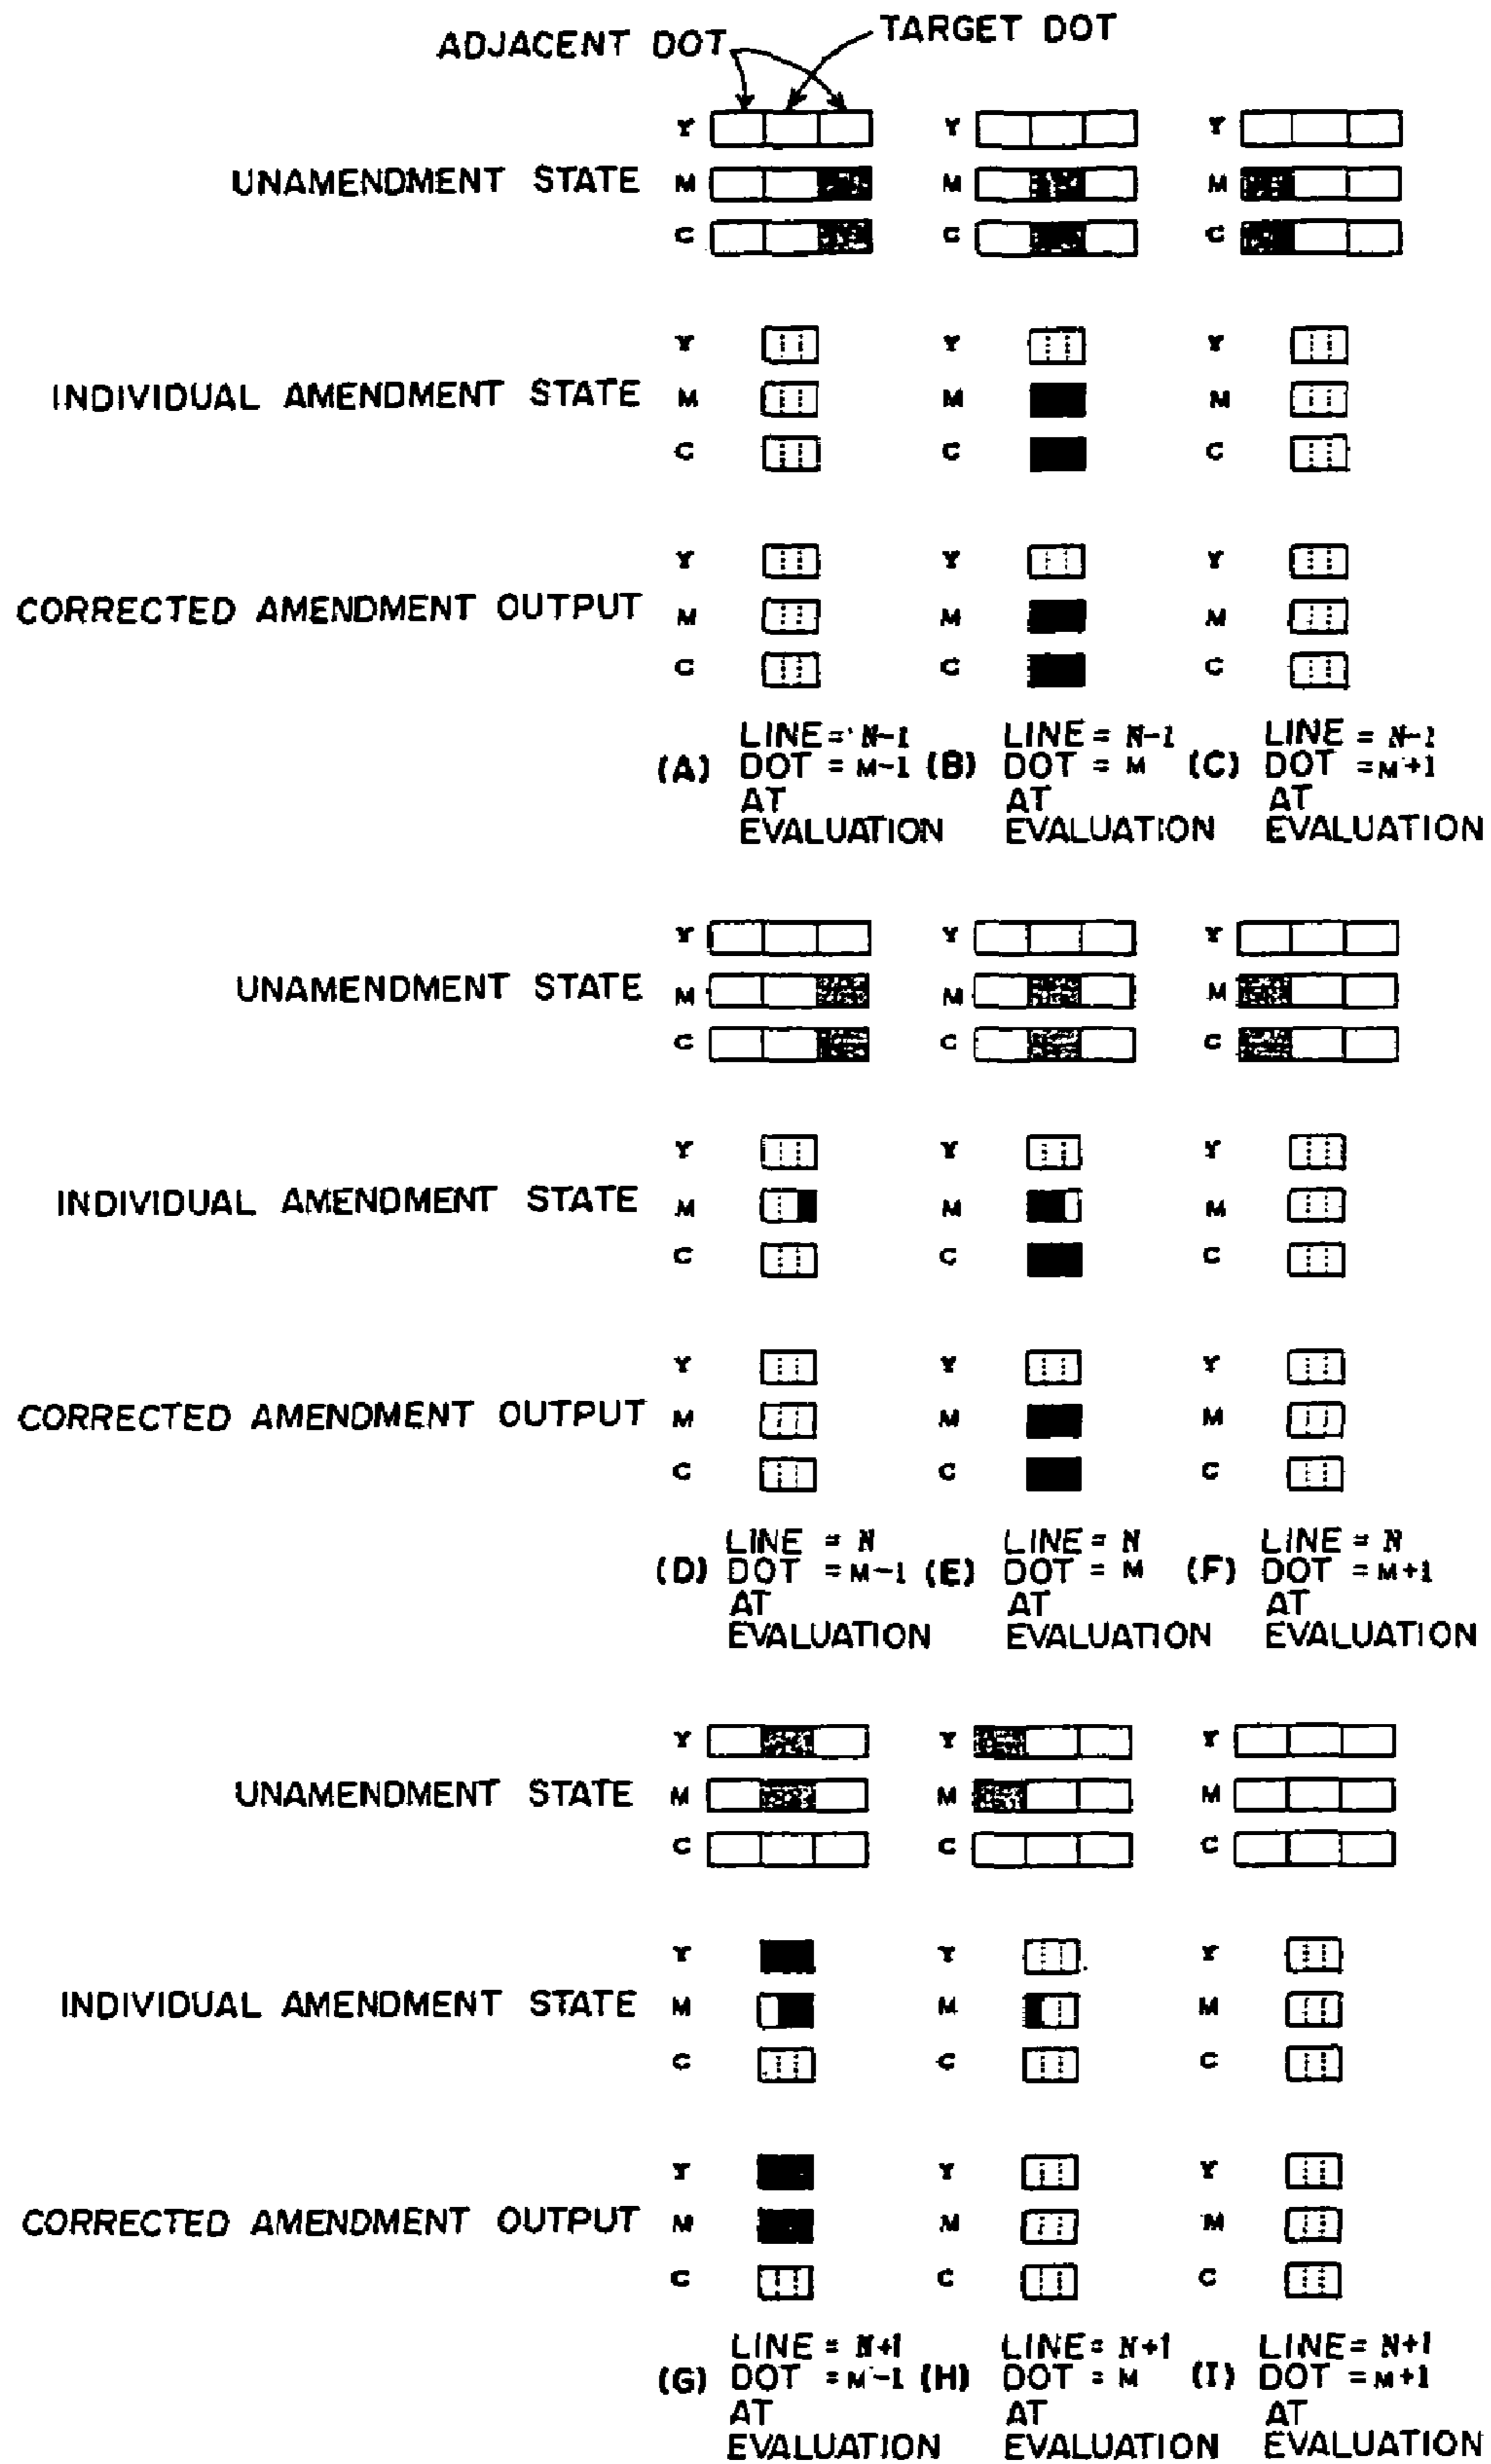 ADJACENT DOT TARGET DOT
Y Y Y
UNAMENDMENT STATE M M M
C C C
Y Y Y
INDIVIDUAL AMENDMENT STATE M M M
C C C
Y Y Y
CORRECTED AMENDMENT OUTPUT M M M
C C C
LINE = N-1 LINE = N-1 LINE = N-1
(A) DOT = M-1 (B) DOT = M (C) DOT = M+1
AT AT AT
EVALUATION EVALUATION EVALUATION
Y Y Y
UNAMENDMENT STATE M M M
C C C
Y Y Y
INDIVIDUAL AMENDMENT STATE M M M
C C C
Y Y Y
CORRECTED AMENDMENT OUTPUT M M M
C C C
LINE = N LINE = N LINE = N
(D) DOT = M-1 (E) DOT = M (F) DOT = M+1
AT AT AT
EVALUATION EVALUATION EVALUATION
Y Y Y
UNAMENDMENT STATE M M M
C C C
Y Y Y
INDIVIDUAL AMENDMENT STATE M M M
C C C
Y Y Y
CORRECTED AMENDMENT OUTPUT M M M
C C C
LINE = N+1 LINE = N+1 LINE = N+1
(G) DOT = M-1 (H) DOT = M (I) DOT = M+1
AT AT AT
EVALUATION EVALUATION EVALUATION